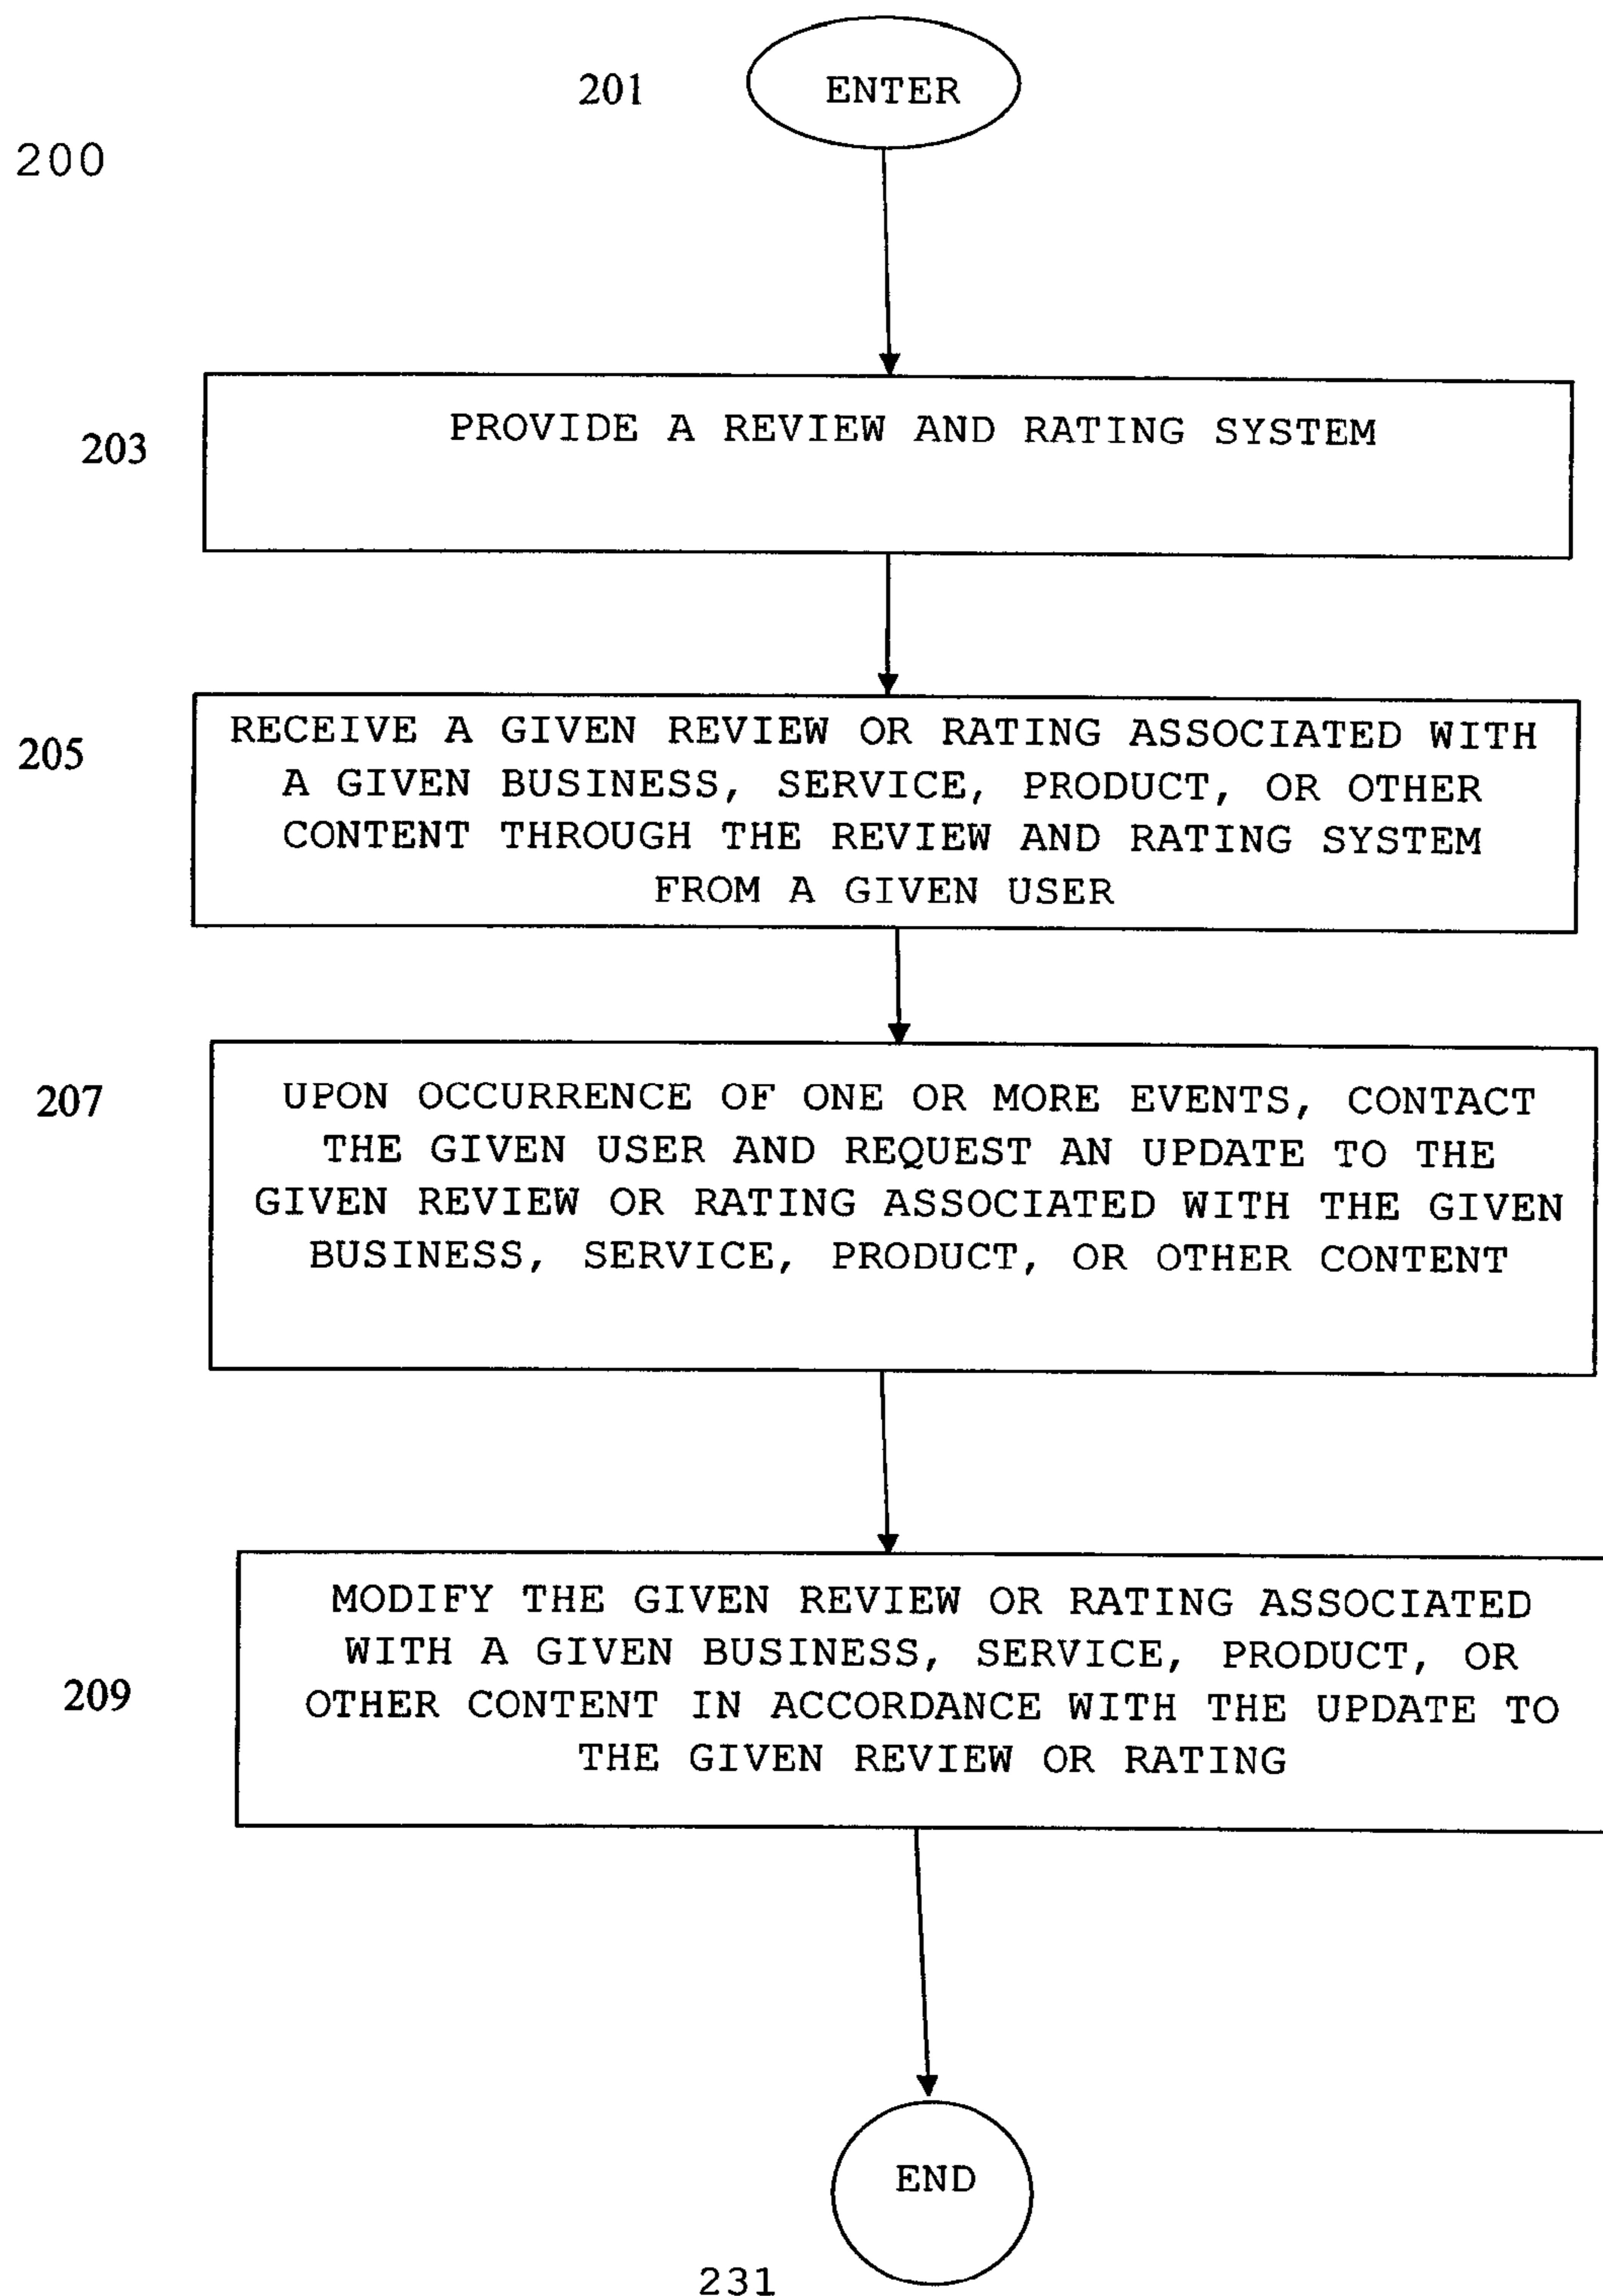 201 ENTER
200
203 PROVIDE A REVIEW AND RATING SYSTEM
205
RECEIVE A GIVEN REVIEW OR RATING ASSOCIATED WITH
A GIVEN BUSINESS, SERVICE, PRODUCT, OR OTHER
CONTENT THROUGH THE REVIEW AND RATING SYSTEM
FROM A GIVEN USER
207
UPON OCCURRENCE OF ONE OR MORE EVENTS, CONTACT
THE GIVEN USER AND REQUEST AN UPDATE TO THE
GIVEN REVIEW OR RATING ASSOCIATED WITH THE GIVEN
BUSINESS, SERVICE, PRODUCT, OR OTHER CONTENT
209
MODIFY THE GIVEN REVIEW OR RATING ASSOCIATED
WITH A GIVEN BUSINESS, SERVICE, PRODUCT, OR
OTHER CONTENT IN ACCORDANCE WITH THE UPDATE TO
THE GIVEN REVIEW OR RATING
END
231